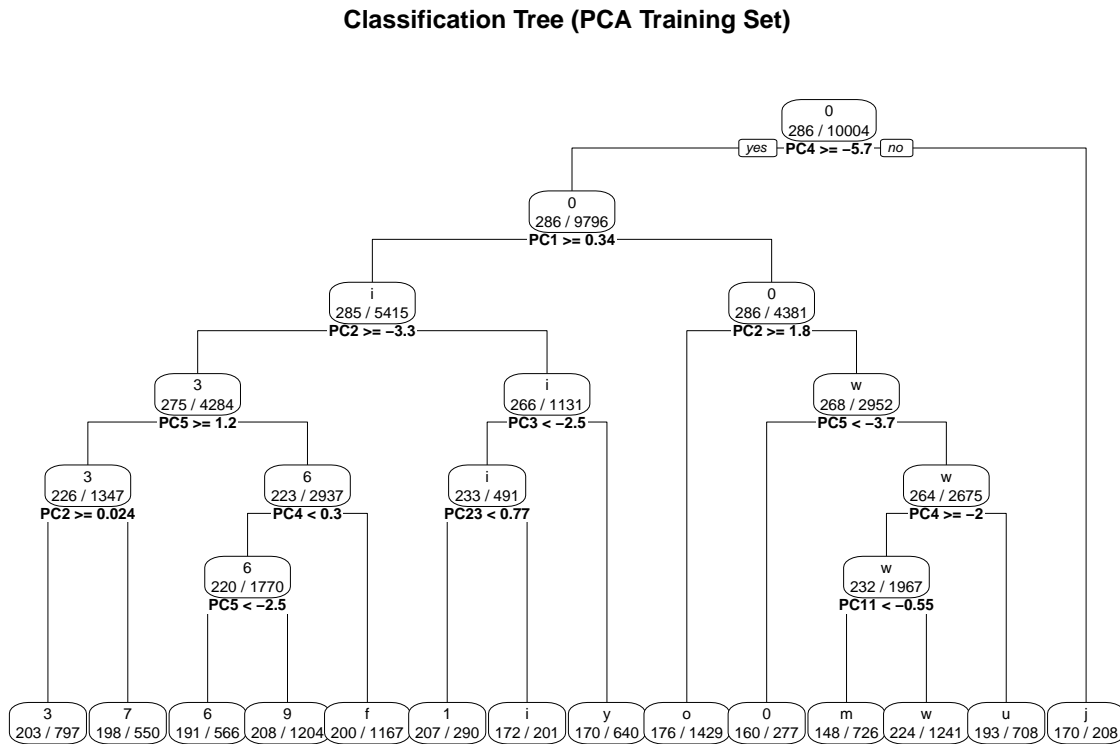 Classification Tree (PCA Training Set)
0
286 / 10004
yes PC4 >= −5.7 no
0
286 / 9796
PC1 >= 0.34
i
285 / 5415
PC2 >= −3.3
0
286 / 4381
PC2 >= 1.8
3
275 / 4284
PC5 >= 1.2
i
266 / 1131
PC3 < −2.5
w
268 / 2952
PC5 < −3.7
3
226 / 1347
PC2 >= 0.024
6
223 / 2937
PC4 < 0.3
i
233 / 491
PC23 < 0.77
w
264 / 2675
PC4 >= −2
6
220 / 1770
PC5 < −2.5
w
232 / 1967
PC11 < −0.55
3
203 / 797
7
198 / 550
6
191 / 566
9
208 / 1204
f
200 / 1167
1
207 / 290
i
172 / 201
y
170 / 640
o
176 / 1429
0
160 / 277
m
148 / 726
w
224 / 1241
u
193 / 708
j
170 / 208